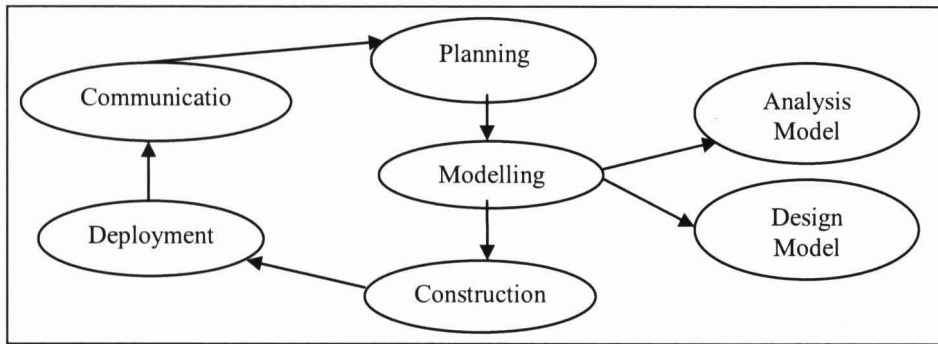 Planning
Communicatio
Analysis
Model
Modelling
Deployment
Design
Model
Construction